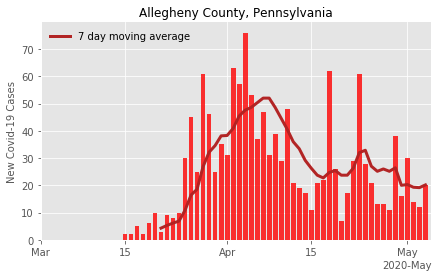 Allegheny County, Pennsylvania
7 day moving average
New Covid-19 Cases
70
60
50
40
30
20
10
0
Mar
15
Apr
15
May
2020-May